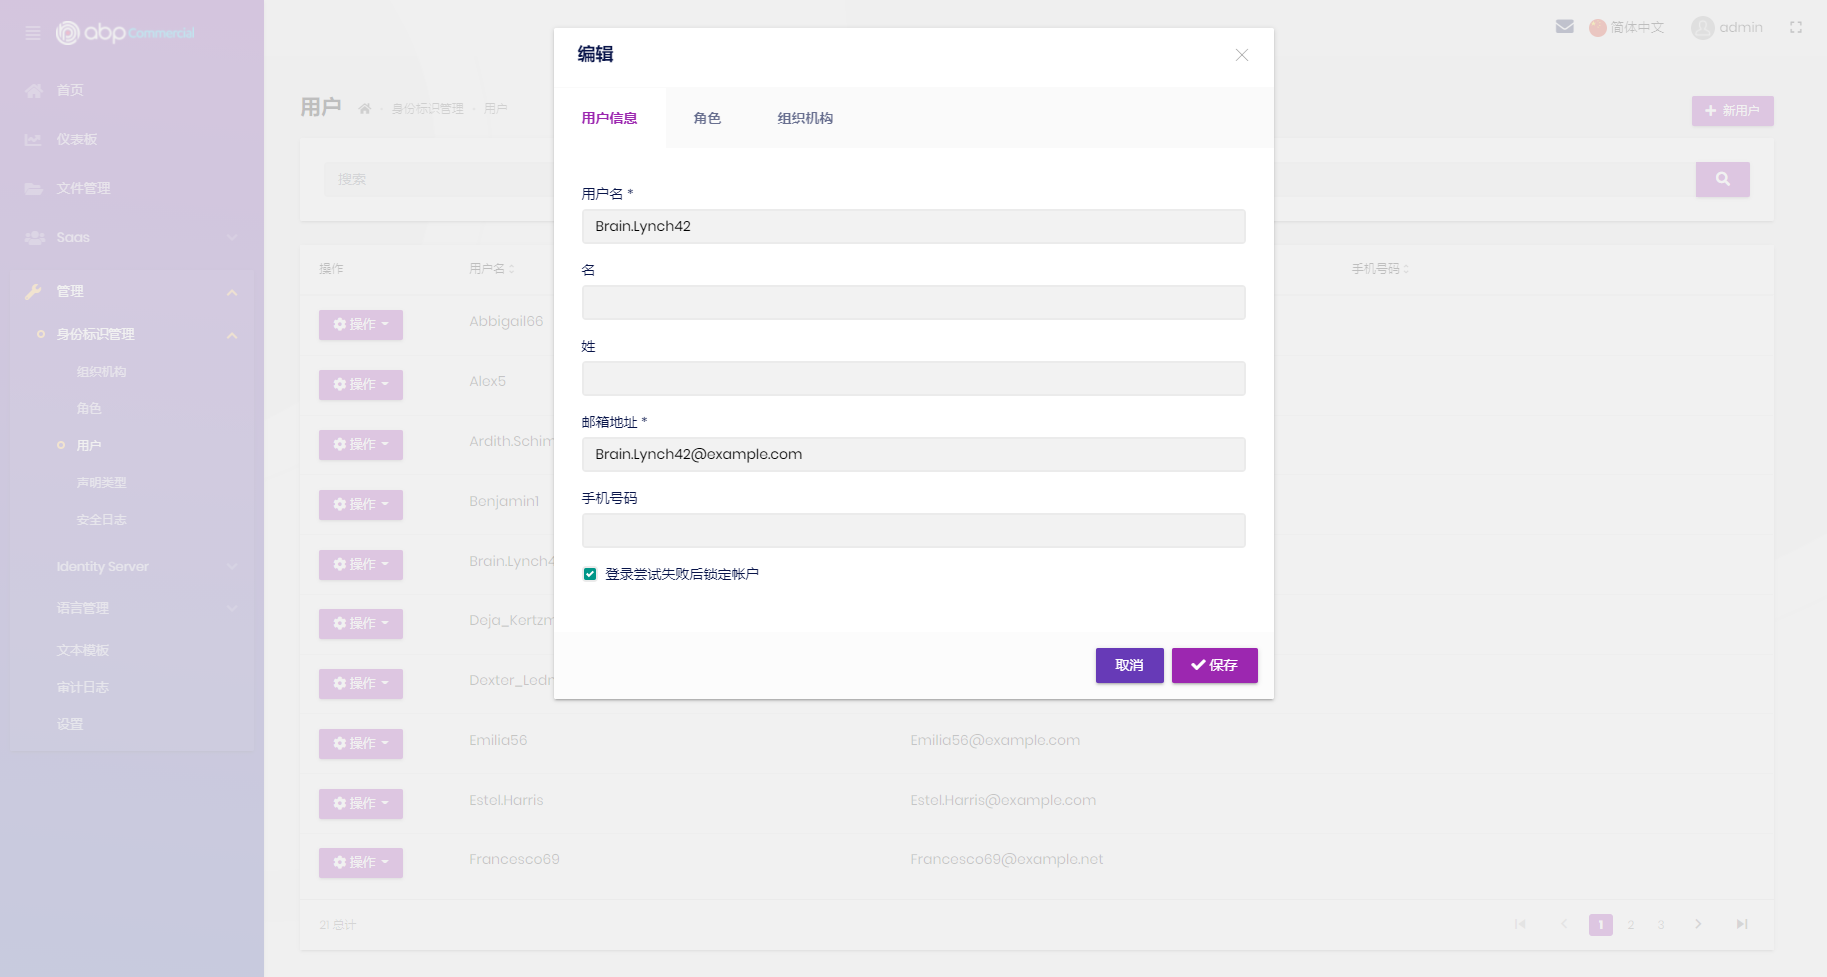 abp Commercial
首页
仪表板
文件管理
Saas
管理
身份标识管理
组织机构
角色
用户
声明类型
安全日志
Identity Server
语言管理
文本模板
审计日志
设置
简体中文
admin
用户
身份标识管理
用户
新用户
搜索
操作 用户名 手机号码
操作 Abbigail66
操作 Alex5
操作 Ardith.Schim
操作 Benjamin1
操作 Brain.Lynch4
操作 Deja_Kertzm
操作 Dexter_Ledn
操作 Emilia56 Emilia56@example.com
操作 Estel.Harris Estel.Harris@example.com
操作 Francesco69 Francesco69@example.net
21 总计
1 2 3
编辑
用户信息 角色 组织机构
用户名 *
Brain.Lynch42
名
姓
邮箱地址 *
Brain.Lynch42@example.com
手机号码
登录尝试失败后锁定帐户
取消 保存